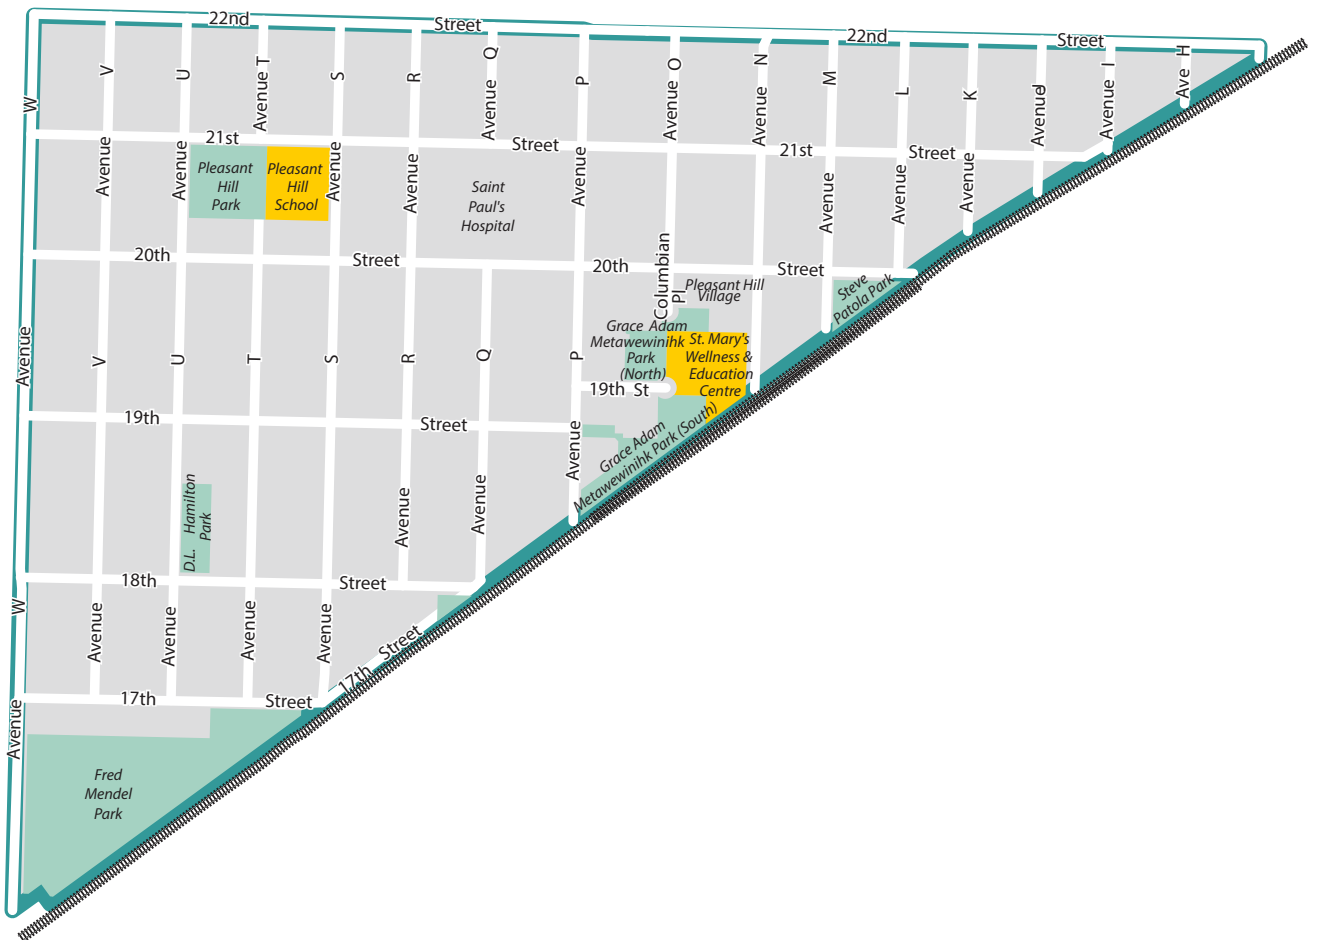 22nd Street 22nd Street
W V U Avenue T S R Avenue Q P Avenue O Avenue N M L K Avenue J Avenue I Ave H
21st Street 21st Street
Avenue Avenue Avenue Avenue Avenue Avenue Avenue Avenue
Pleasant
Hill
Park
Pleasant
Hill
School
Saint
Paul's
Hospital
20th Street 20th Street
Columbian
Pl
Pleasant Hill
Village
Steve
Patola Park
Grace Adam
Metawewinihk
Park
(North)
St. Mary's
Wellness &
Education
Centre
Avenue V U T S R Q P
19th St
19th Street
Avenue
Grace Adam
Metawewinihk Park (South)
D.L. Hamilton
Park
Avenue Avenue
18th Street
W Avenue Avenue Avenue Avenue
17th Street
17th Street
Avenue
Fred
Mendel
Park